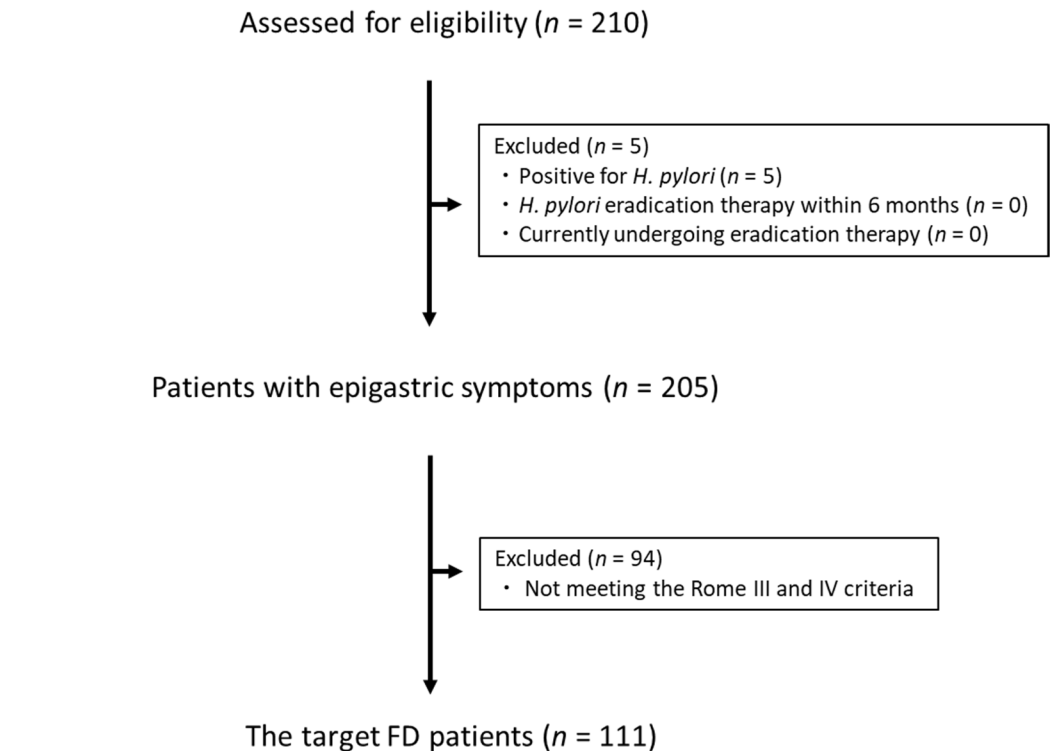 Assessed for eligibility (n = 210)
Excluded (n = 5)
・Positive for H. pylori (n = 5)
・H. pylori eradication therapy within 6 months (n = 0)
・Currently undergoing eradication therapy (n = 0)
Patients with epigastric symptoms (n = 205)
Excluded (n = 94)
・Not meeting the Rome III and IV criteria
The target FD patients (n = 111)